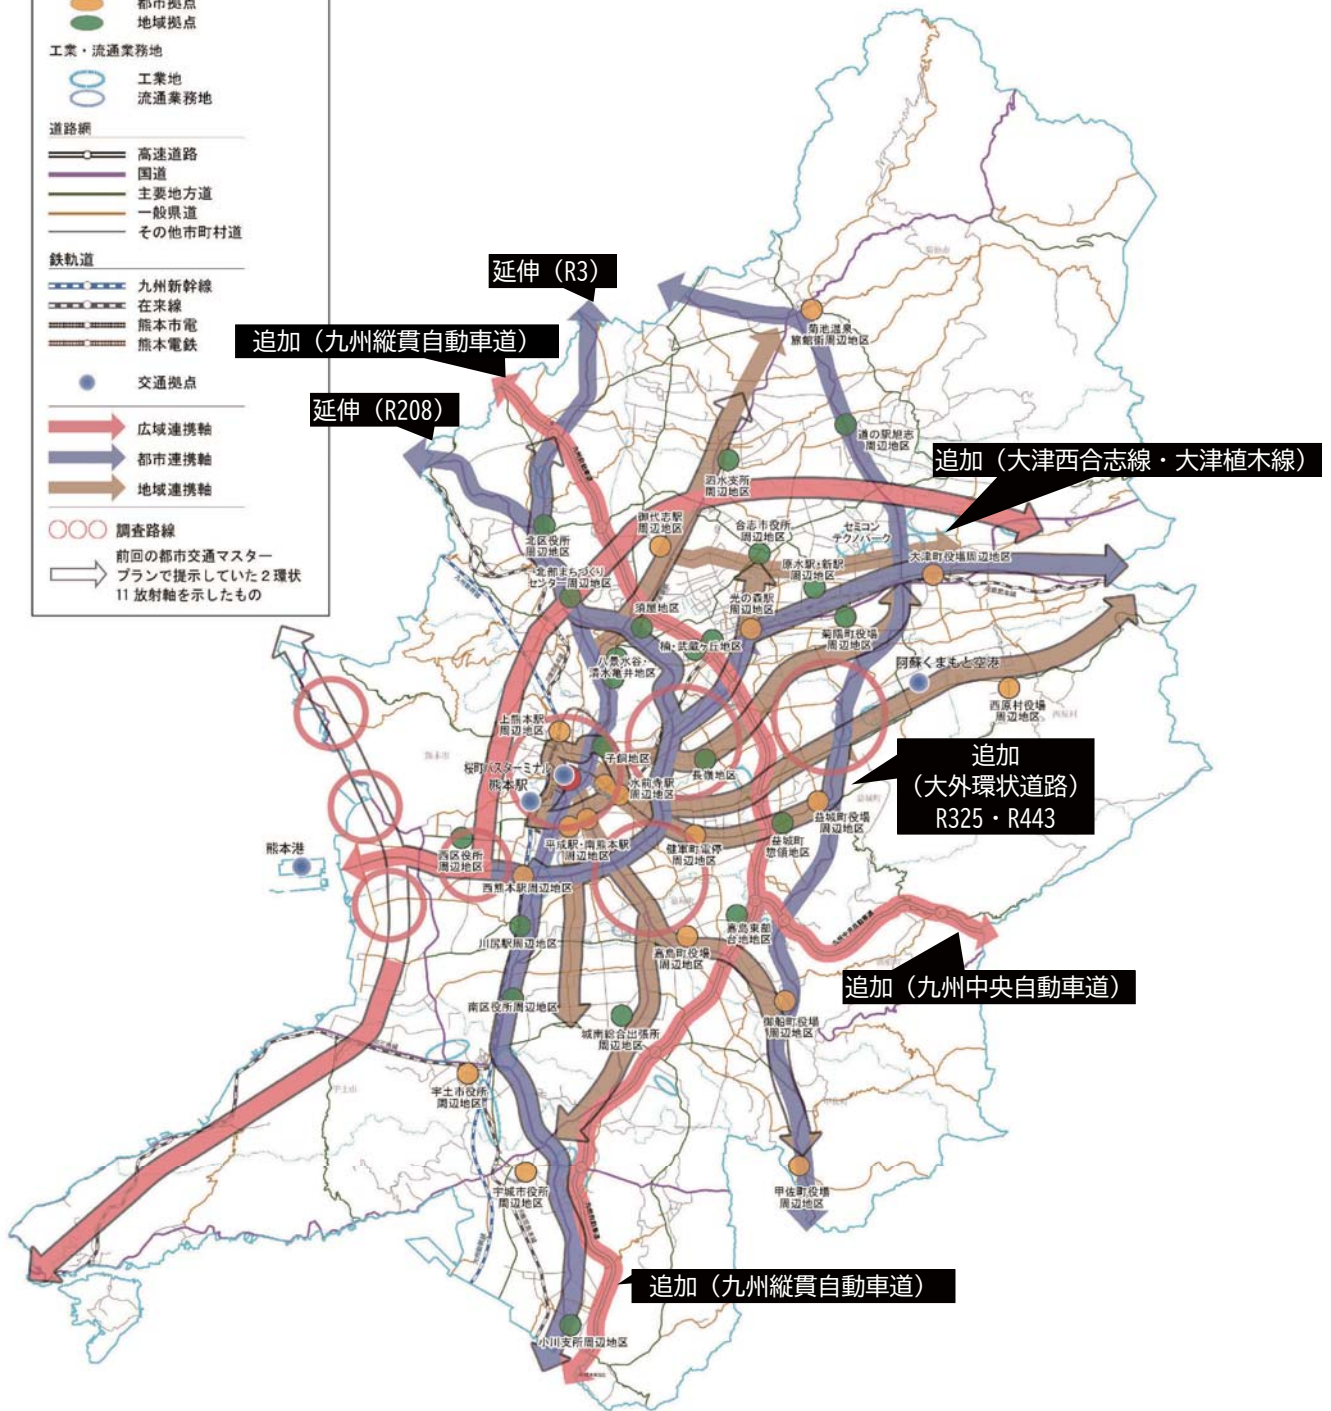 都市拠点
地域拠点
工業・流通業務地
工業地
流通業務地
道路網
高速道路
国道
主要地方道
一般県道
その他市町村道
鉄軌道
九州新幹線
在来線
熊本市電
熊本電鉄
交通拠点
広域連携軸
都市連携軸
地域連携軸
調査路線
前回の都市交通マスター
プランで提示していた2環状
11放射軸を示したもの
延伸（R3）
追加（九州縦貫自動車道）
延伸（R208）
菊池温泉
旅館街周辺地区
道の駅旭志
周辺地区
追加（大津西合志線・大津植木線）
泗水支所
周辺地区
御代志駅
周辺地区
合志市役所
周辺地区
セミコン
テクノパーク
大津町役場周辺地区
北区役所
周辺地区
北部まちづくり
センター周辺地区
原水駅・新駅
周辺地区
光の森駅
周辺地区
須屋地区
楠・武蔵ヶ丘地区
菊陽町役場
周辺地区
八景水谷・
清水亀井地区
阿蘇くまもと空港
西原村役場
周辺地区
西原村
上熊本駅
周辺地区
子飼地区
長嶺地区
桜町バスターミナル
熊本駅
水前寺駅
周辺地区
追加
（大外環状道路）
R325・R443
益城町
益城町役場
周辺地区
益城町
惣領地区
健軍町電停
周辺地区
平成駅・南熊本駅
周辺地区
熊本港
西区役所
周辺地区
西熊本駅周辺地区
川尻駅周辺地区
嘉島東部
台地地区
嘉島町役場
周辺地区
九州中央自動車道
追加（九州中央自動車道）
南区役所周辺地区
城南総合出張所
周辺地区
御船町役場
周辺地区
宇土市役所
周辺地区
宇土市
宇城市役所
周辺地区
甲佐町役場
周辺地区
追加（九州縦貫自動車道）
小川支所周辺地区